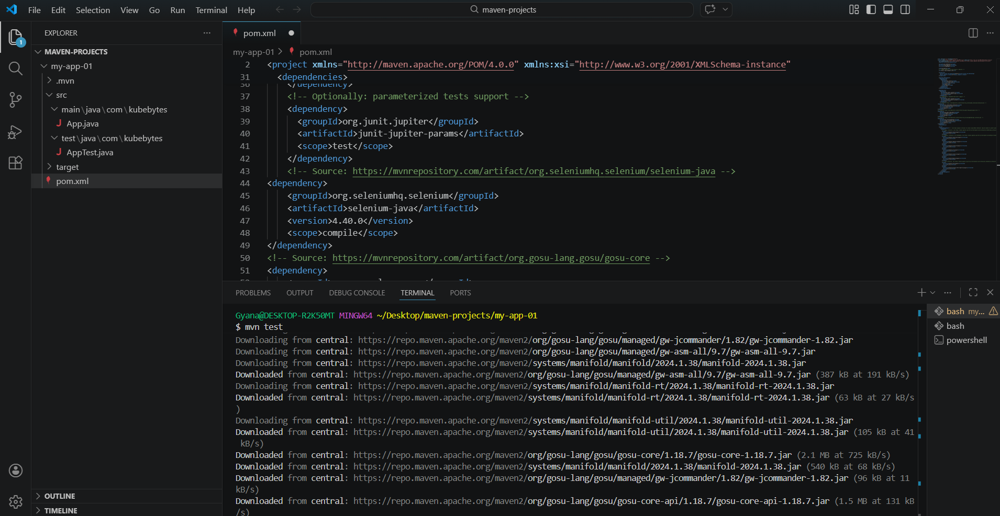 File Edit Selection View Go Run Terminal Help
maven-projects
EXPLORER
1
MAVEN-PROJECTS
my-app-01
.mvn
src
main\java\com\kubebytes
J App.java
test\java\com\kubebytes
J AppTest.java
target
pom.xml
OUTLINE
TIMELINE
pom.xml
my-app-01 > pom.xml
2 <project xmlns="http://maven.apache.org/POM/4.0.0" xmlns:xsi="http://www.w3.org/2001/XMLSchema-instance"
31 <dependencies>
36 </dependency>
37 <!-- Optionally: parameterized tests support -->
38 <dependency>
39 <groupId>org.junit.jupiter</groupId>
40 <artifactId>junit-jupiter-params</artifactId>
41 <scope>test</scope>
42 </dependency>
43 <!-- Source: https://mvnrepository.com/artifact/org.seleniumhq.selenium/selenium-java -->
44 <dependency>
45 <groupId>org.seleniumhq.selenium</groupId>
46 <artifactId>selenium-java</artifactId>
47 <version>4.40.0</version>
48 <scope>compile</scope>
49 </dependency>
50 <!-- Source: https://mvnrepository.com/artifact/org.gosu-lang.gosu/gosu-core -->
51 <dependency>
PROBLEMS OUTPUT DEBUG CONSOLE TERMINAL PORTS
Gyana@DESKTOP-R2K50MT MINGW64 ~/Desktop/maven-projects/my-app-01
$ mvn test
Downloading from central: https://repo.maven.apache.org/maven2/org/gosu-lang/gosu/managed/gw-jcommander/1.82/gw-jcommander-1.82.jar
Downloading from central: https://repo.maven.apache.org/maven2/org/gosu-lang/gosu/managed/gw-asm-all/9.7/gw-asm-all-9.7.jar
Downloading from central: https://repo.maven.apache.org/maven2/systems/manifold/manifold/2024.1.38/manifold-2024.1.38.jar
Downloaded from central: https://repo.maven.apache.org/maven2/org/gosu-lang/gosu/managed/gw-asm-all/9.7/gw-asm-all-9.7.jar (387 kB at 191 kB/s)
Downloading from central: https://repo.maven.apache.org/maven2/systems/manifold/manifold-rt/2024.1.38/manifold-rt-2024.1.38.jar
Downloaded from central: https://repo.maven.apache.org/maven2/systems/manifold/manifold-rt/2024.1.38/manifold-rt-2024.1.38.jar (63 kB at 27 kB/s
)
Downloading from central: https://repo.maven.apache.org/maven2/systems/manifold/manifold-util/2024.1.38/manifold-util-2024.1.38.jar
Downloaded from central: https://repo.maven.apache.org/maven2/systems/manifold/manifold-util/2024.1.38/manifold-util-2024.1.38.jar (105 kB at 41
kB/s)
Downloaded from central: https://repo.maven.apache.org/maven2/org/gosu-lang/gosu/gosu-core/1.18.7/gosu-core-1.18.7.jar (2.1 MB at 725 kB/s)
Downloaded from central: https://repo.maven.apache.org/maven2/systems/manifold/manifold/2024.1.38/manifold-2024.1.38.jar (540 kB at 68 kB/s)
Downloaded from central: https://repo.maven.apache.org/maven2/org/gosu-lang/gosu/managed/gw-jcommander/1.82/gw-jcommander-1.82.jar (96 kB at 11
kB/s)
Downloaded from central: https://repo.maven.apache.org/maven2/org/gosu-lang/gosu/gosu-core-api/1.18.7/gosu-core-api-1.18.7.jar (1.5 MB at 131 kB
/s)
bash my...
bash
powershell